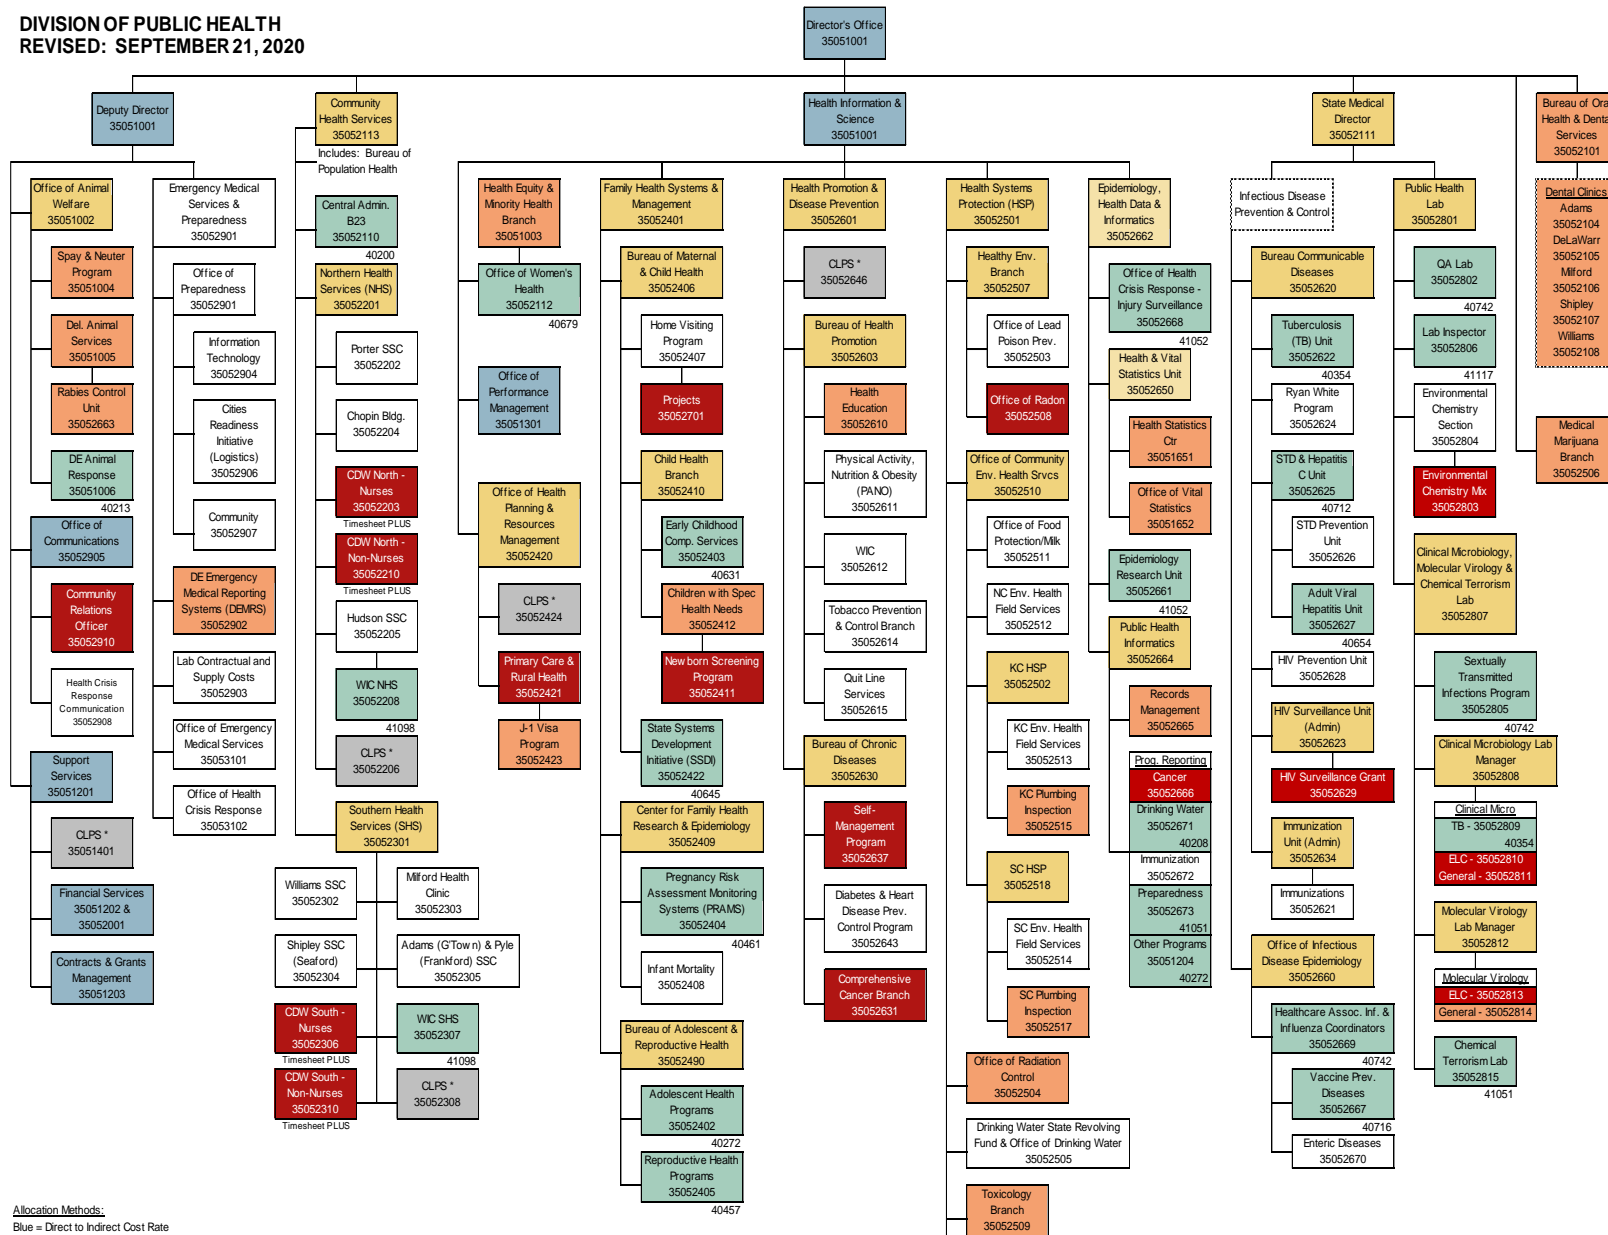 DIVISION OF PUBLIC HEALTH
REVISED: SEPTEMBER 21, 2020
Director's Office
35051001
Deputy Director
35051001
Community
Health Services
35052113
Includes: Bureau of
Population Health
Health Information &
Science
35051001
State Medical
Director
35052111
Bureau of Ora
Health & Denta
Services
35052101
Office of Animal
Welfare
35051002
Spay & Neuter
Program
35051004
Del. Animal
Services
35051005
Rabies Control
Unit
35052663
DE Animal
Response
35051006
40213
Office of
Communications
35052905
Community
Relations
Officer
35052910
Health Crisis
Response
Communication
35052908
Support
Services
35051201
CLPS *
35051401
Financial Services
35051202 &
35052001
Contracts & Grants
Management
35051203
Emergency Medical
Services &
Preparedness
35052901
Office of
Preparedness
35052901
Information
Technology
35052904
Cities
Readiness
Initiative
(Logistics)
35052906
Community
35052907
DE Emergency
Medical Reporting
Systems (DEMRS)
35052902
Lab Contractual and
Supply Costs
35052903
Office of Emergency
Medical Services
35053101
Office of Health
Crisis Response
35053102
Central Admin.
B23
35052110
40200
Northern Health
Services (NHS)
35052201
Porter SSC
35052202
Chopin Bldg.
35052204
CDW North -
Nurses
35052203
Timesheet PLUS
CDW North -
Non-Nurses
35052210
Timesheet PLUS
Hudson SSC
35052205
WIC NHS
35052208
41098
CLPS *
35052206
Southern Health
Services (SHS)
35052301
Williams SSC
35052302
Milford Health
Clinic
35052303
Shipley SSC
(Seaford)
35052304
Adams (G'Town) & Pyle
(Frankford) SSC
35052305
CDW South -
Nurses
35052306
Timesheet PLUS
WIC SHS
35052307
41098
CDW South -
Non-Nurses
35052310
Timesheet PLUS
CLPS *
35052308
Health Equity &
Minority Health
Branch
35051003
Office of Women's
Health
35052112
40679
Office of
Performance
Management
35051301
Office of Health
Planning &
Resources
Management
35052420
CLPS *
35052424
Primary Care &
Rural Health
35052421
J-1 Visa
Program
35052423
Family Health Systems &
Management
35052401
Bureau of Maternal
& Child Health
35052406
Home Visiting
Program
35052407
Projects
35052701
Child Health
Branch
35052410
Early Childhood
Comp. Services
35052403
40631
Children with Spec
Health Needs
35052412
Newborn Screening
Program
35052411
State Systems
Development
Initiative (SSDI)
35052422
40645
Center for Family Health
Research & Epidemiology
35052409
Pregnancy Risk
Assessment Monitoring
Systems (PRAMS)
35052404
40461
Infant Mortality
35052408
Bureau of Adolescent &
Reproductive Health
35052490
Adolescent Health
Programs
35052402
40272
Reproductive Health
Programs
35052405
40457
Health Promotion &
Disease Prevention
35052601
CLPS *
35052646
Bureau of Health
Promotion
35052603
Health
Education
35052610
Physical Activity,
Nutrition & Obesity
(PANO)
35052611
WIC
35052612
Tobacco Prevention
& Control Branch
35052614
Quit Line
Services
35052615
Bureau of Chronic
Diseases
35052630
Self-
Management
Program
35052637
Diabetes & Heart
Disease Prev.
Control Program
35052643
Comprehensive
Cancer Branch
35052631
Health Systems
Protection (HSP)
35052501
Healthy Env.
Branch
35052507
Office of Lead
Poison Prev.
35052503
Office of Radon
35052508
Office of Community
Env. Health Srvcs
35052510
Office of Food
Protection/Milk
35052511
NC Env. Health
Field Services
35052512
KC HSP
35052502
KC Env. Health
Field Services
35052513
KC Plumbing
Inspection
35052515
SC HSP
35052518
SC Env. Health
Field Services
35052514
SC Plumbing
Inspection
35052517
Office of Radiation
Control
35052504
Drinking Water State Revolving
Fund & Office of Drinking Water
35052505
Toxicology
Branch
35052509
Epidemiology,
Health Data &
Informatics
35052662
Office of Health
Crisis Response -
Injury Surveillance
35052668
41052
Health & Vital
Statistics Unit
35052650
Health Statistics
Ctr
35051651
Office of Vital
Statistics
35051652
Epidemiology
Research Unit
35052661
41052
Public Health
Informatics
35052664
Records
Management
35052665
Prog. Reporting
Cancer
35052666
Drinking Water
35052671
40208
Immunization
35052672
Preparedness
35052673
41051
Other Programs
35051204
40272
Infectious Disease
Prevention & Control
Bureau Communicable
Diseases
35052620
Tuberculosis
(TB) Unit
35052622
40354
Ryan White
Program
35052624
STD & Hepatitis
C Unit
35052625
40712
STD Prevention
Unit
35052626
Adult Viral
Hepatitis Unit
35052627
40654
HIV Prevention Unit
35052628
HIV Surveillance Unit
(Admin)
35052623
HIV Surveillance Grant
35052629
Immunization
Unit (Admin)
35052634
Immunizations
35052621
Office of Infectious
Disease Epidemiology
35052660
Healthcare Assoc. Inf. &
Influenza Coordinators
35052669
40742
Vaccine Prev.
Diseases
35052667
40716
Enteric Diseases
35052670
Public Health
Lab
35052801
QA Lab
35052802
40742
Lab Inspector
35052806
41117
Environmental
Chemistry
Section
35052804
Environmental
Chemistry Mix
35052803
Clinical Microbiology,
Molecular Virology &
Chemical Terrorism
Lab
35052807
Sextually
Transmitted
Infections Program
35052805
40742
Clinical Microbiology Lab
Manager
35052808
Clinical Micro
TB - 35052809
40354
ELC - 35052810
General - 35052811
Molecular Virology
Lab Manager
35052812
Molecular Virology
ELC - 35052813
General - 35052814
Chemical
Terrorism Lab
35052815
41051
Dental Clinics
Adams
35052104
DeLaWarr
35052105
Milford
35052106
Shipley
35052107
Williams
35052108
Medical
Marijuana
Branch
35052506
Allocation Methods:
Blue = Direct to Indirect Cost Rate